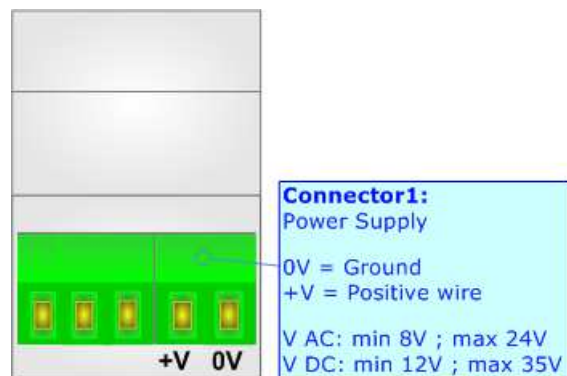 Connector1:
Power Supply
0V = Ground
+V = Positive wire
V AC: min 8V ; max 24V
V DC: min 12V ; max 35V
+V 0V